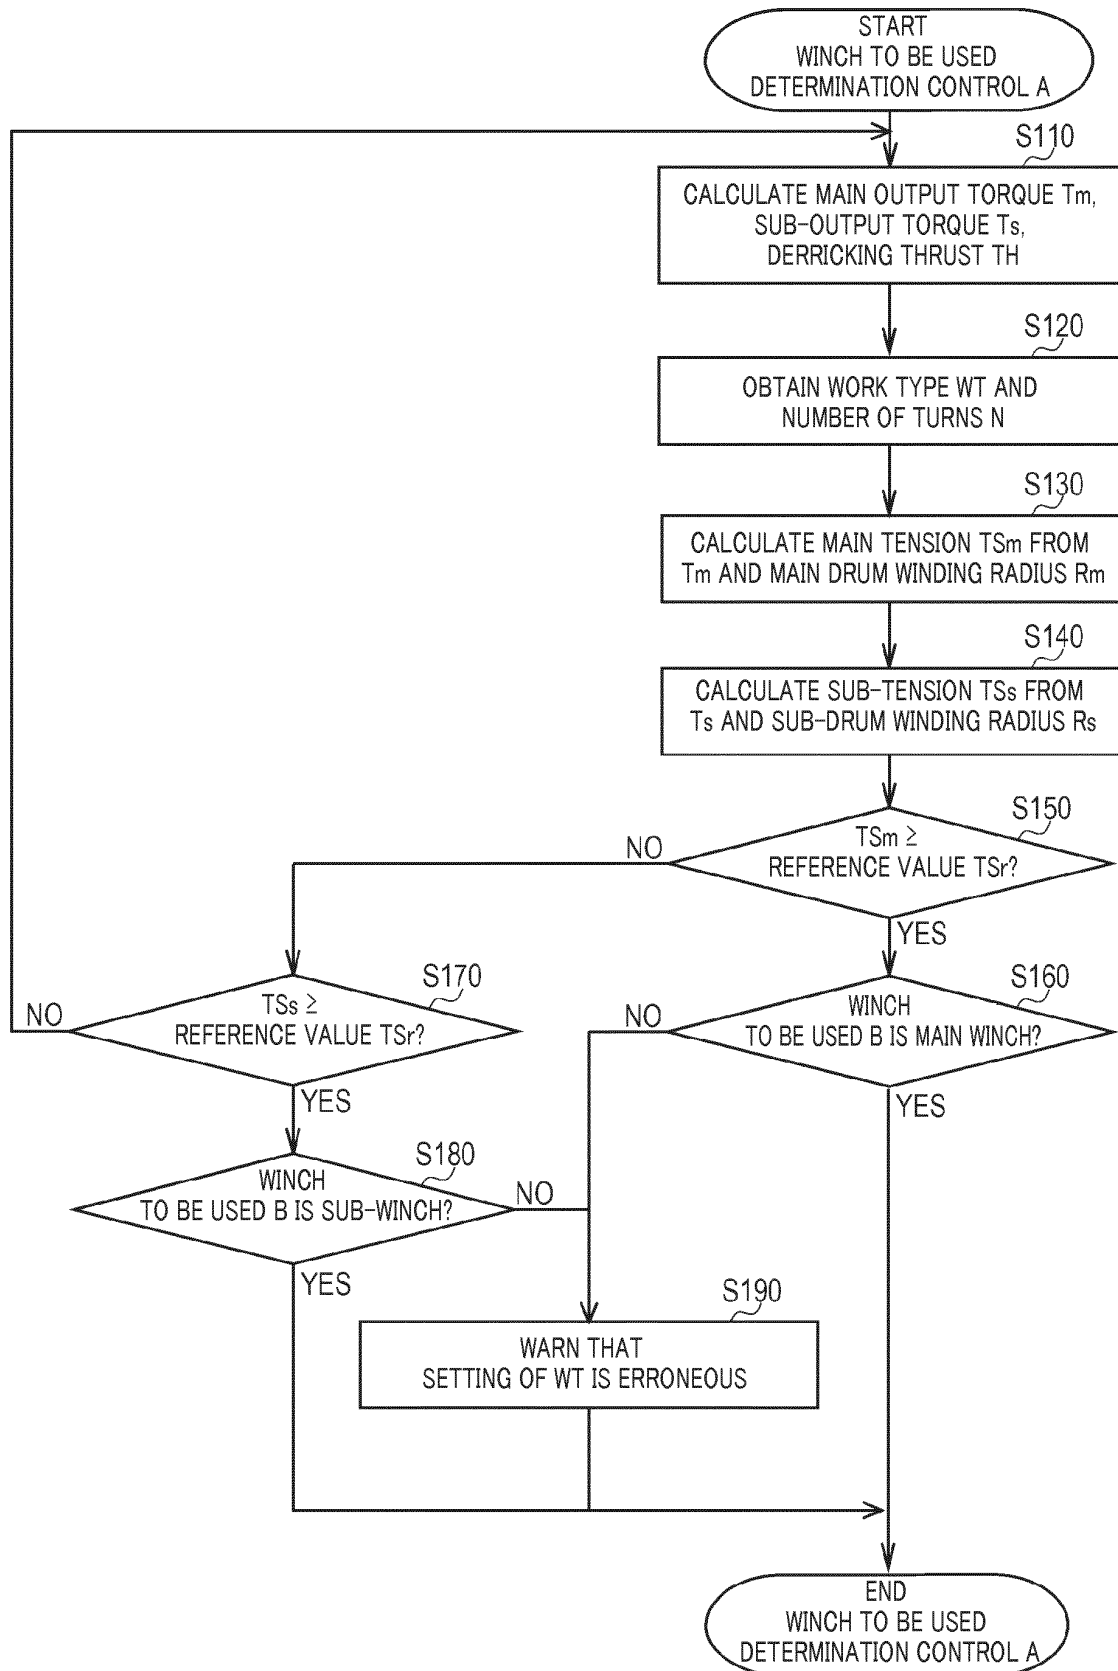 START
WINCH TO BE USED
DETERMINATION CONTROL A
S110
CALCULATE MAIN OUTPUT TORQUE Tm,
SUB-OUTPUT TORQUE Ts,
DERRICKING THRUST TH
S120
OBTAIN WORK TYPE WT AND
NUMBER OF TURNS N
S130
CALCULATE MAIN TENSION TSm FROM
Tm AND MAIN DRUM WINDING RADIUS Rm
S140
CALCULATE SUB-TENSION TSs FROM
Ts AND SUB-DRUM WINDING RADIUS Rs
S150
TSm ≥
REFERENCE VALUE TSr?
NO
YES
S170
TSs ≥
REFERENCE VALUE TSr?
NO
YES
S160
WINCH
TO BE USED B IS MAIN WINCH?
NO
YES
S180
WINCH
TO BE USED B IS SUB-WINCH?
NO
YES
S190
WARN THAT
SETTING OF WT IS ERRONEOUS
END
WINCH TO BE USED
DETERMINATION CONTROL A